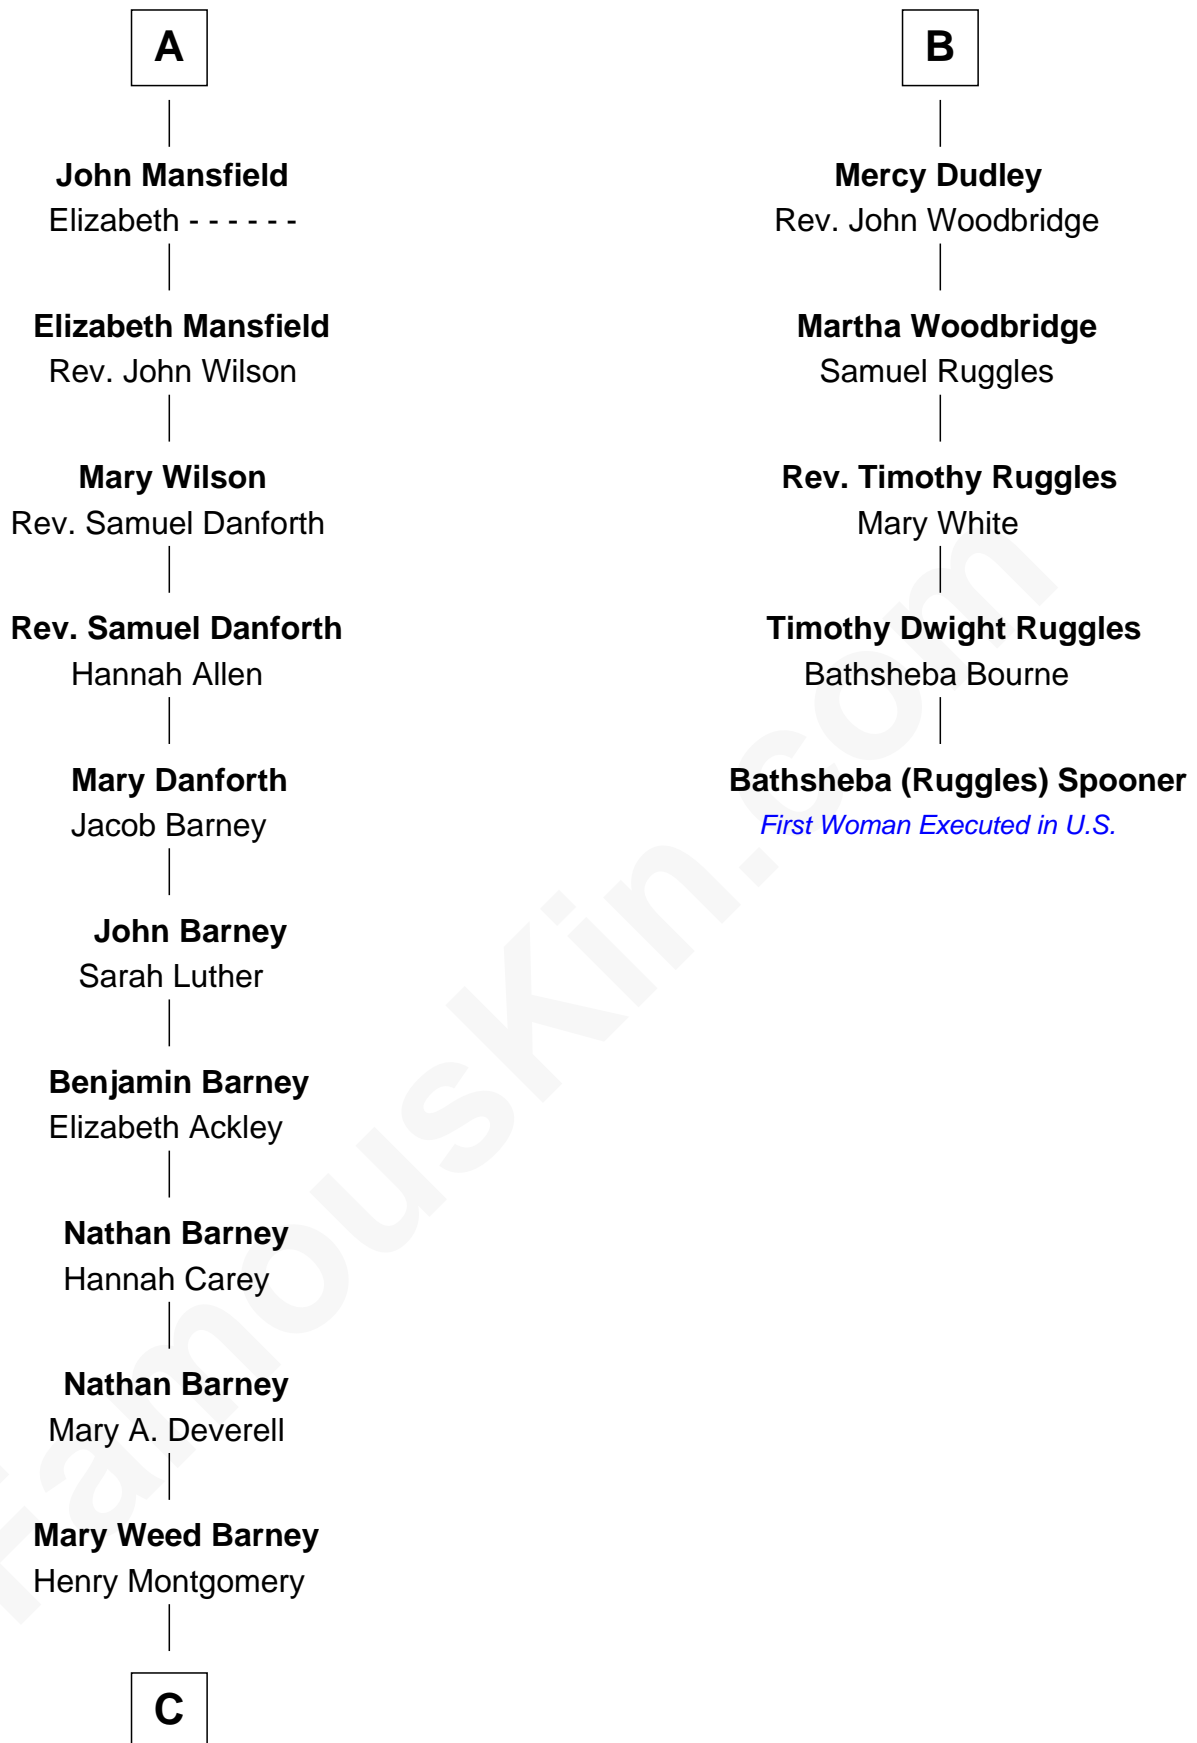 A
John Mansfield
Elizabeth - - - - - -
Elizabeth Mansfield
Rev. John Wilson
Mary Wilson
Rev. Samuel Danforth
Rev. Samuel Danforth
Hannah Allen
Mary Danforth
Jacob Barney
John Barney
Sarah Luther
Benjamin Barney
Elizabeth Ackley
Nathan Barney
Hannah Carey
Nathan Barney
Mary A. Deverell
Mary Weed Barney
Henry Montgomery
C
B
Mercy Dudley
Rev. John Woodbridge
Martha Woodbridge
Samuel Ruggles
Rev. Timothy Ruggles
Mary White
Timothy Dwight Ruggles
Bathsheba Bourne
Bathsheba (Ruggles) Spooner
First Woman Executed in U.S.
FamousKin.com